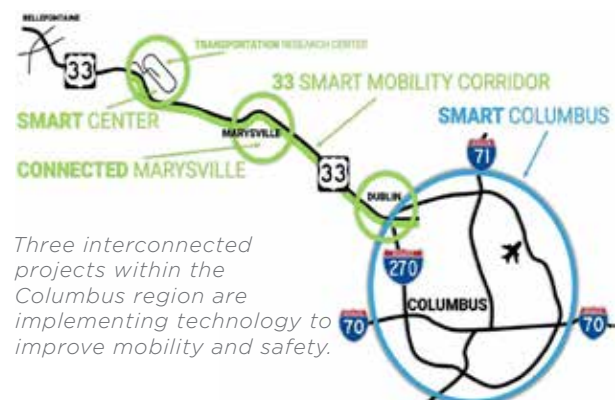 BELLEFONTAINE
TRANSPORTATION RESEARCH CENTER
33
33 SMART MOBILITY CORRIDOR
SMART CENTER
SMART COLUMBUS
MARYSVILLE
71
CONNECTED MARYSVILLE
33
DUBLIN
Three interconnected
projects within the
Columbus region are
implementing technology to
improve mobility and safety.
270
COLUMBUS
70
70